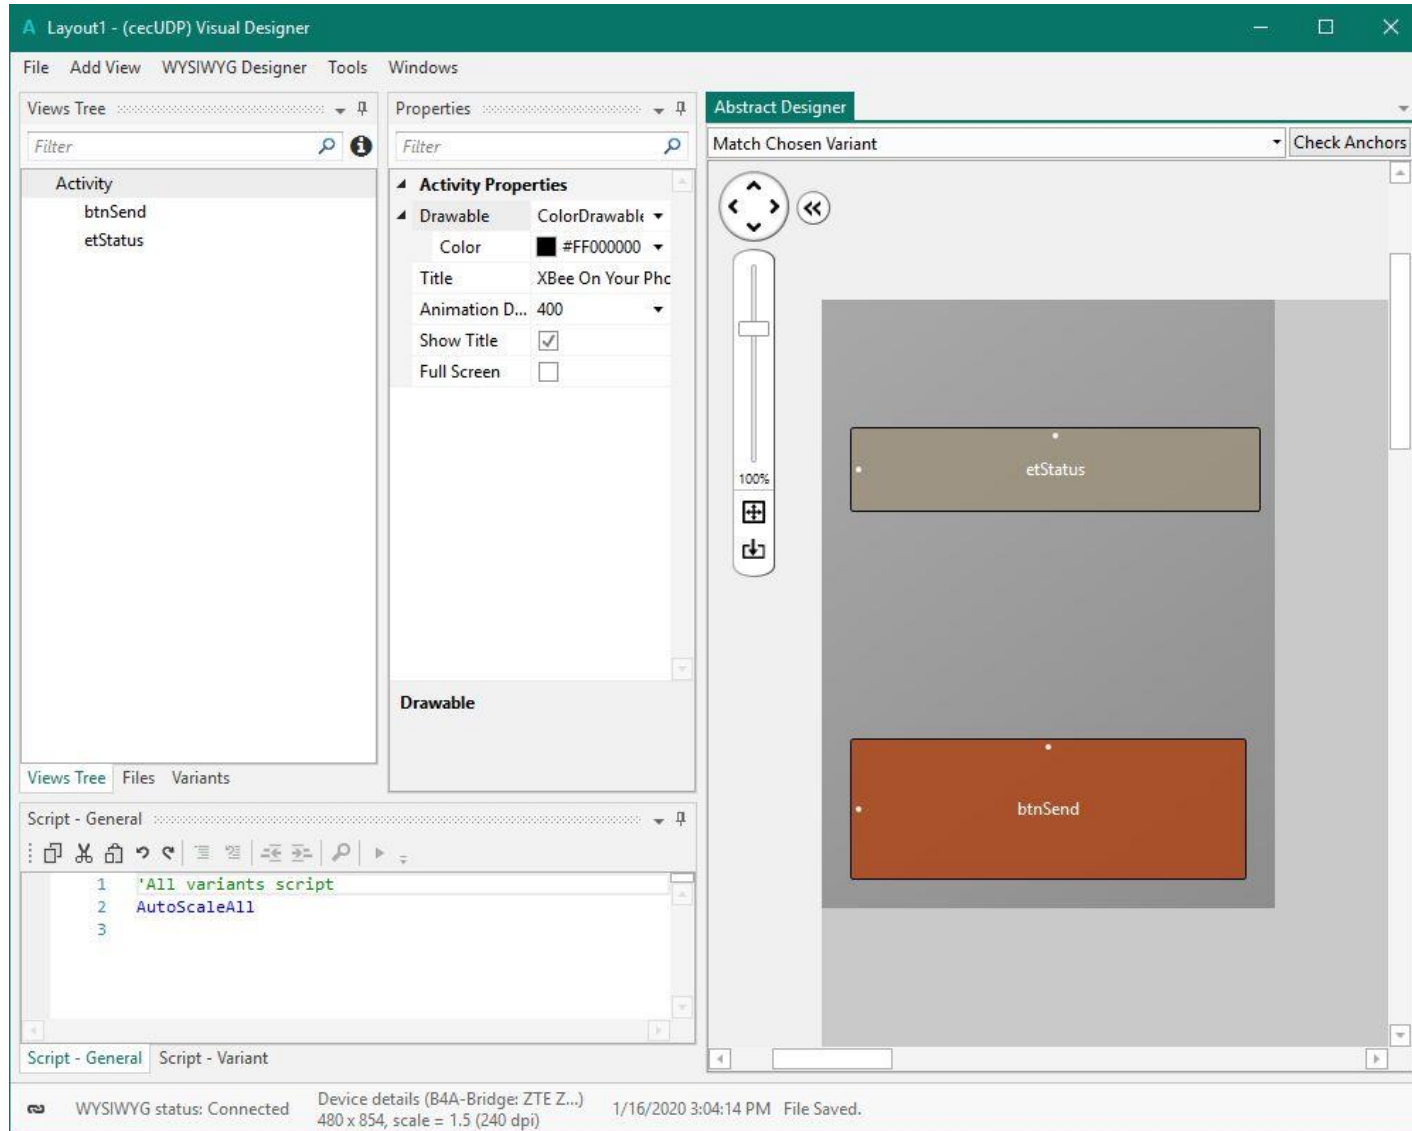 A Layout1 - (cecUDP) Visual Designer
File Add View WYSIWYG Designer Tools Windows
Views Tree
Filter
Activity
btnSend
etStatus
Views Tree Files Variants
Properties
Filter
Activity Properties
Drawable ColorDrawable
Color #FF000000
Title XBee On Your Pho
Animation D... 400
Show Title
Full Screen
Drawable
Script - General
1 'All variants script
2 AutoScaleAll
3
Script - General Script - Variant
Abstract Designer
Match Chosen Variant Check Anchors
100%
etStatus
btnSend
WYSIWYG status: Connected
Device details (B4A-Bridge: ZTE Z...)
480 x 854, scale = 1.5 (240 dpi)
1/16/2020 3:04:14 PM File Saved.